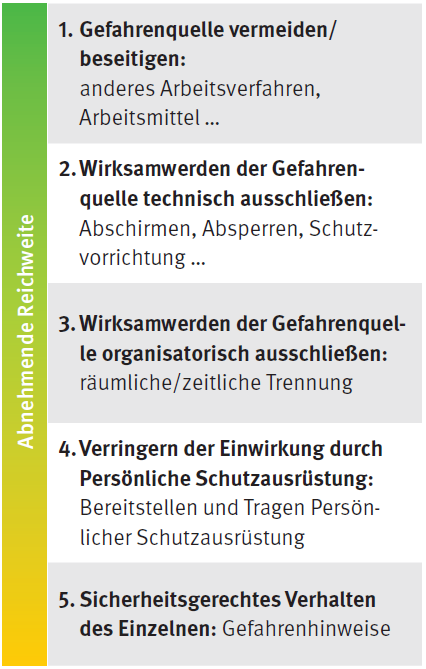 Abnehmende Reichweite
1. Gefahrenquelle vermeiden/
beseitigen:
anderes Arbeitsverfahren,
Arbeitsmittel ...
2. Wirksamwerden der Gefahren-
quelle technisch ausschließen:
Abschirmen, Absperren, Schutz-
vorrichtung ...
3. Wirksamwerden der Gefahrenquel-
le organisatorisch ausschließen:
räumliche/zeitliche Trennung
4. Verringern der Einwirkung durch
Persönliche Schutzausrüstung:
Bereitstellen und Tragen Persön-
licher Schutzausrüstung
5. Sicherheitsgerechtes Verhalten
des Einzelnen: Gefahrenhinweise